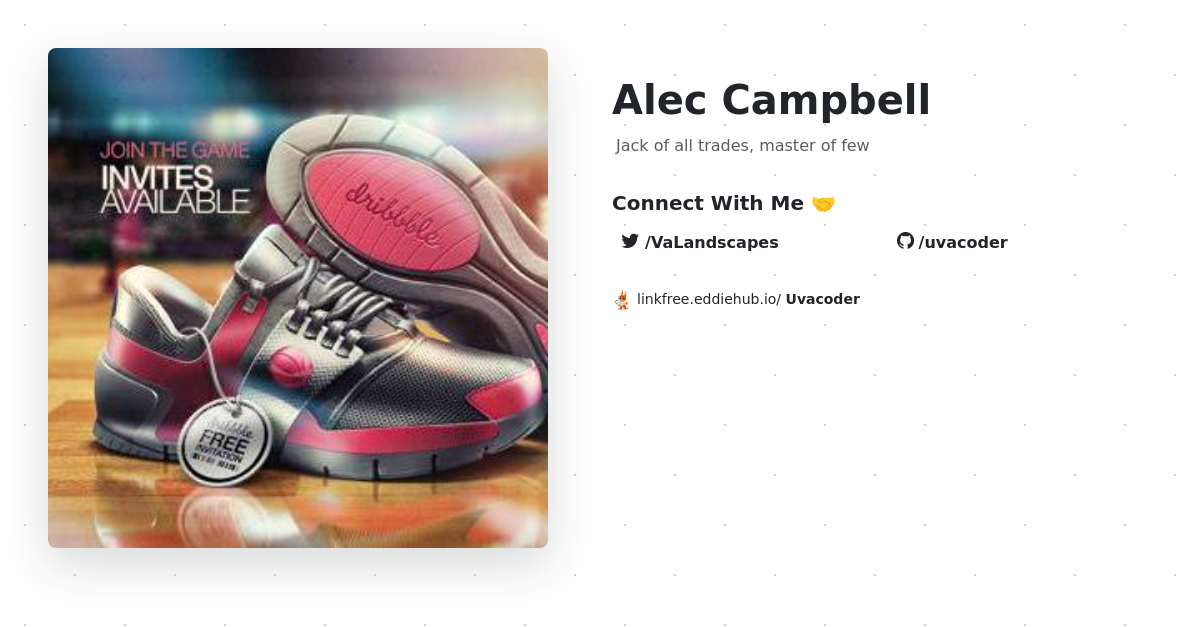 JOIN THE GAME
INVITES
AVAILABLE
dribbble
dribbble
FREE
INVITATION
Alec Campbell
Jack of all trades, master of few
Connect With Me 🤝
/VaLandscapes /uvacoder
linkfree.eddiehub.io/ Uvacoder